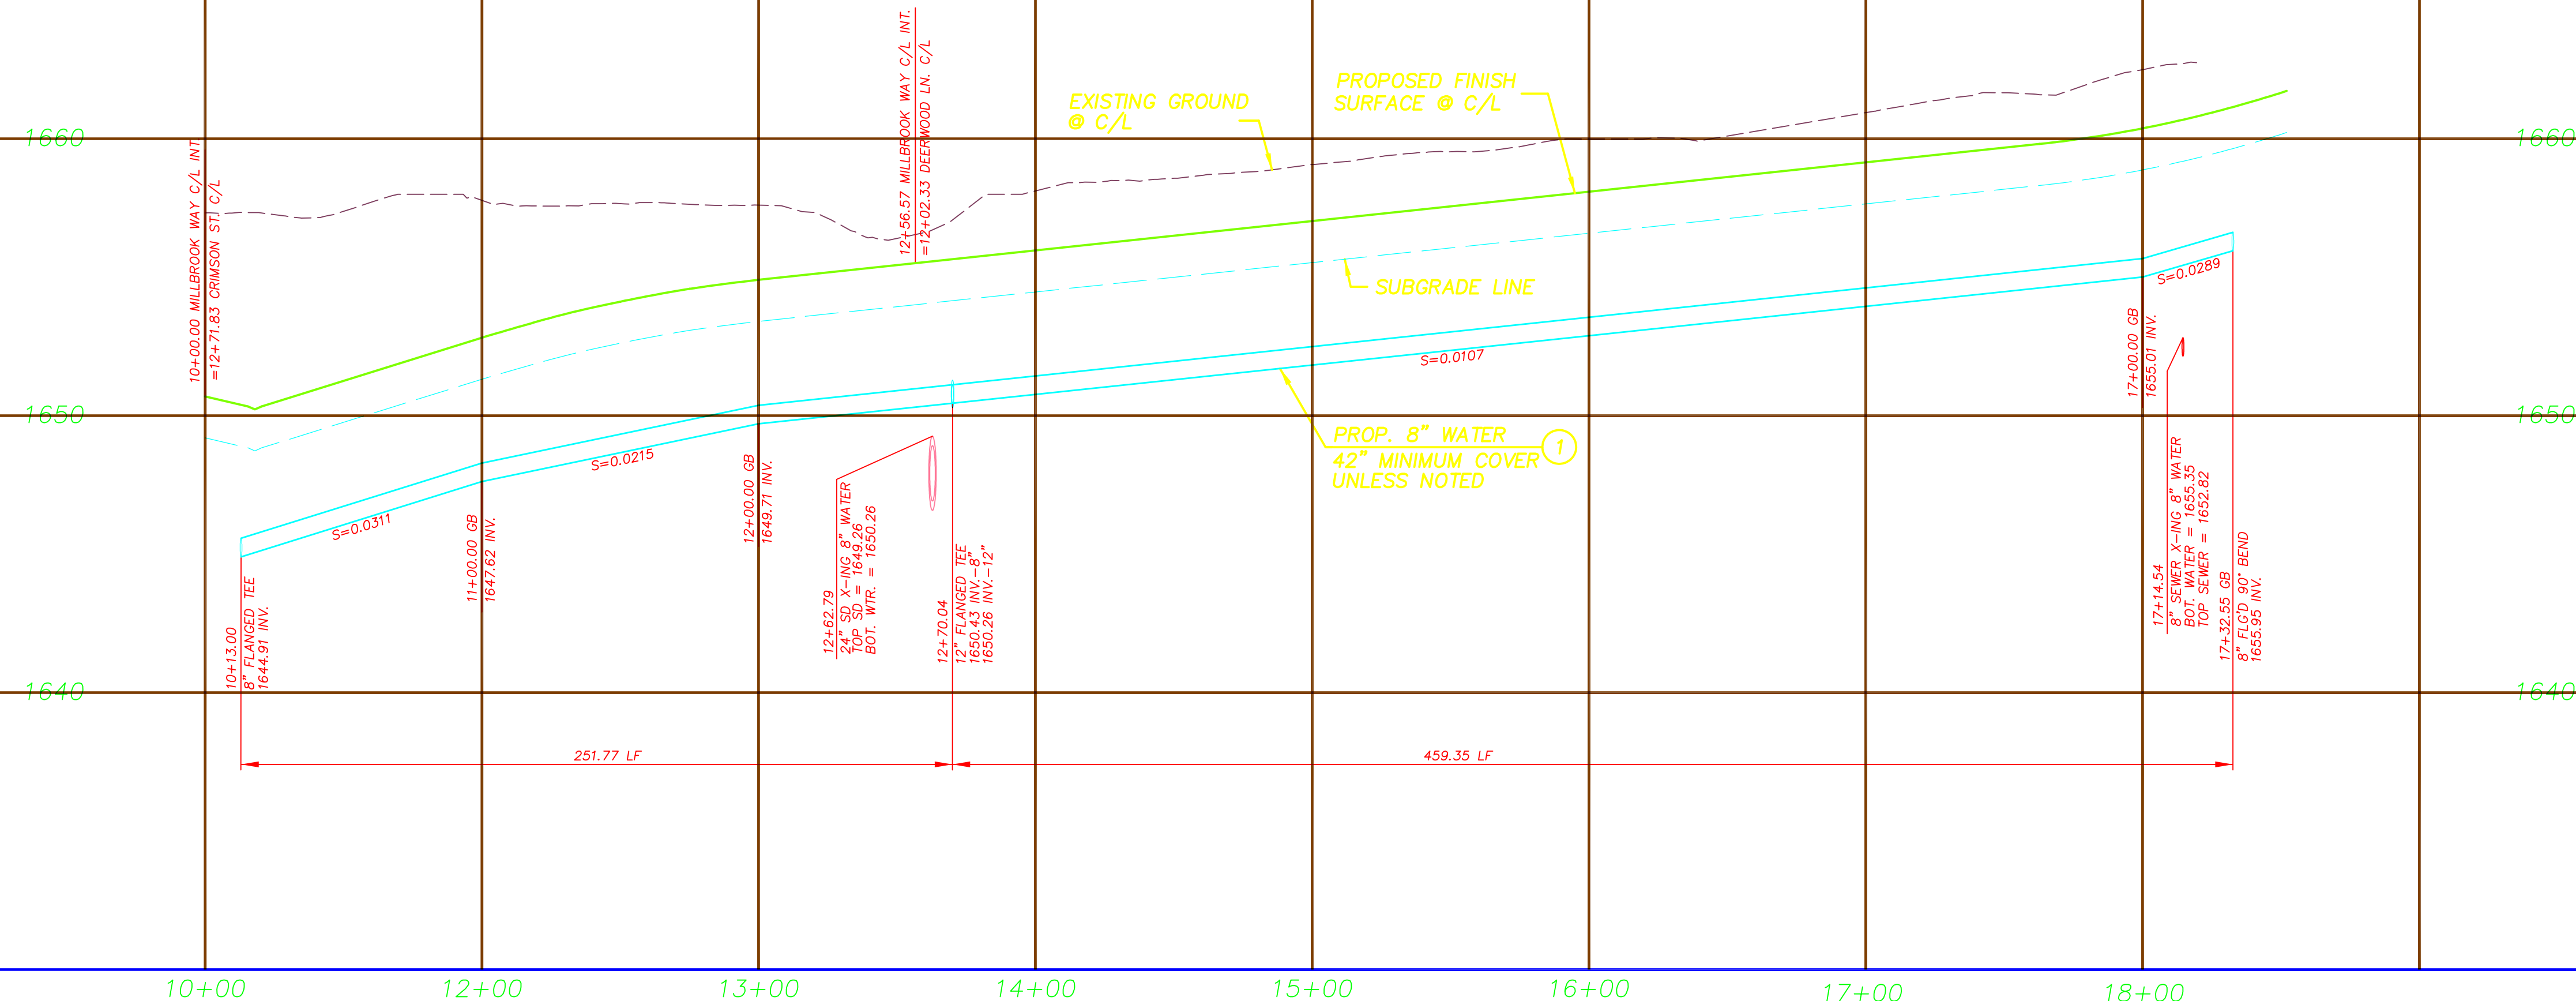 12+56.57 MILLBROOK WAY C/L INT.
=12+02.33 DEERWOOD LN. C/L
EXISTING GROUND
@ C/L
PROPOSED FINISH
SURFACE @ C/L
1660
1660
10+00.00 MILLBROOK WAY C/L INT.
=12+71.83 CRIMSON ST. C/L
SUBGRADE LINE
S=0.0289
17+00.00 GB
1655.01 INV.
S=0.0107
1650
1650
PROP. 8" WATER
42" MINIMUM COVER
UNLESS NOTED
1
S=0.0215
S=0.0311
11+00.00 GB
1647.62 INV.
12+00.00 GB
1649.71 INV.
12+62.79
24" SD X-ING 8" WATER
TOP SD = 1649.26
BOT. WTR. = 1650.26
12+70.04
12" FLANGED TEE
1650.43 INV.-8"
1650.26 INV.-12"
17+14.54
8" SEWER X-ING 8" WATER
BOT. WATER = 1655.35
TOP SEWER = 1652.82
17+32.55 GB
8" FLG'D 90° BEND
1655.95 INV.
10+13.00
8" FLANGED TEE
1644.91 INV.
1640
1640
251.77 LF
459.35 LF
10+00
12+00
13+00
14+00
15+00
16+00
17+00
18+00